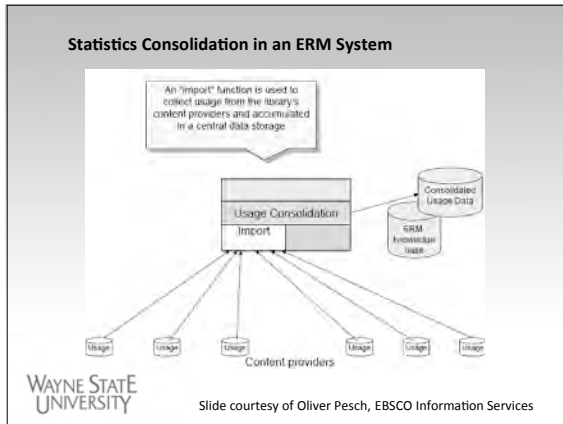 Statistics Consolidation in an ERM System
An "import" function is used to
collect usage from the library's
content providers and accumulated
in a central data storage
Consolidated
Usage Data
Usage Consolidation
ERM
knowledge
base
Import
Usage
Usage
Usage
Usage
Usage
Usage
Content providers
WAYNE STATE
UNIVERSITY
Slide courtesy of Oliver Pesch, EBSCO Information Services